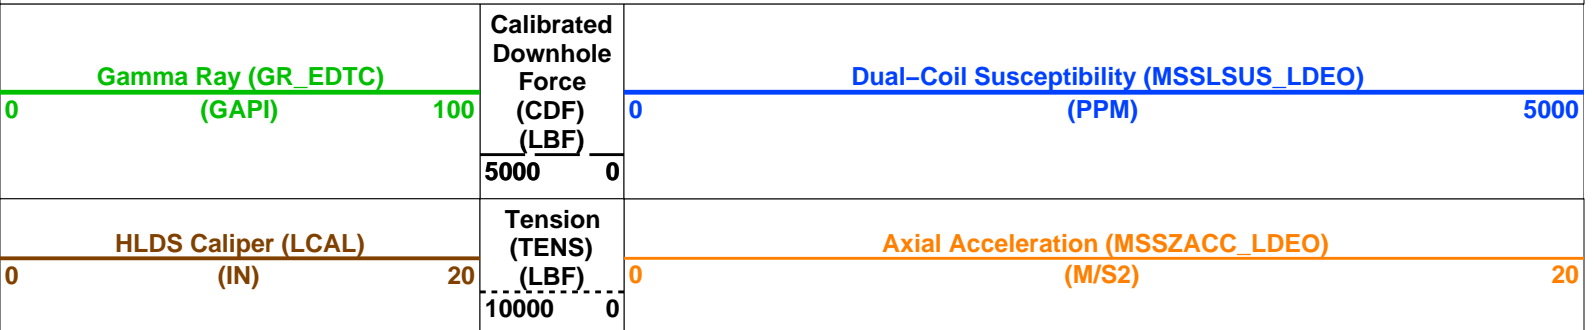 Gamma Ray (GR_EDTC)
0 (GAPI) 100
Calibrated
Downhole
Force
(CDF)
(LBF)
5000 0
Dual−Coil Susceptibility (MSSLSUS_LDEO)
0 (PPM) 5000
HLDS Caliper (LCAL)
0 (IN) 20
Tension
(TENS)
(LBF)
10000 0
Axial Acceleration (MSSZACC_LDEO)
0 (M/S2) 20